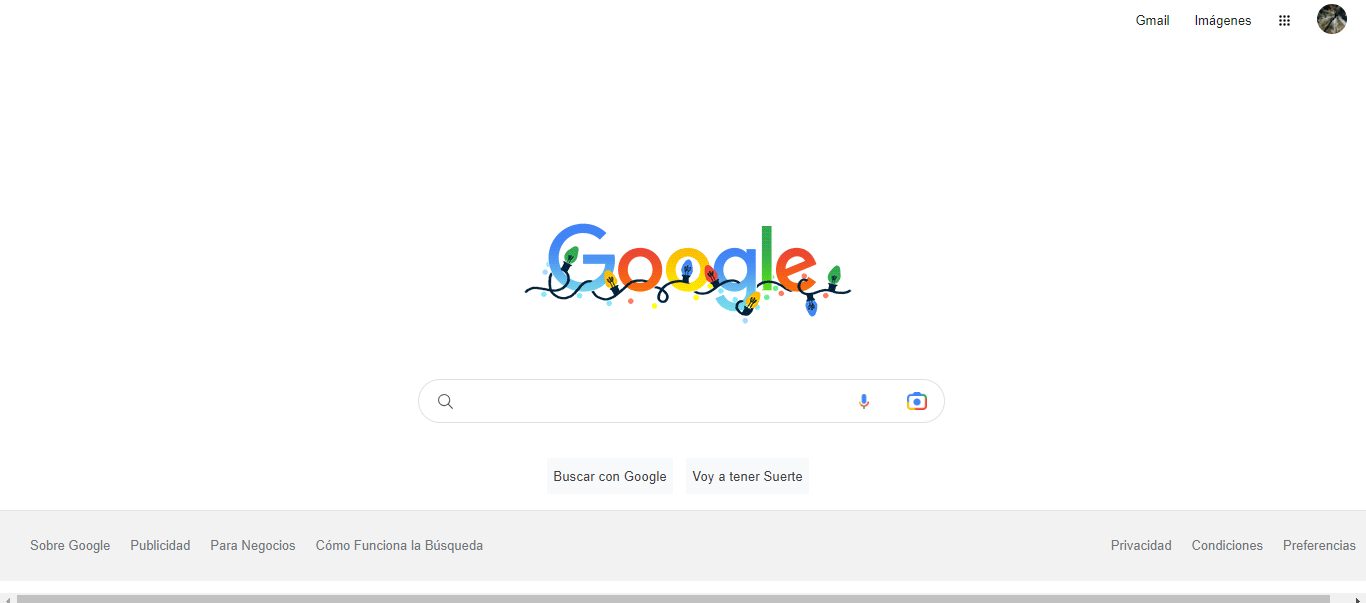 Gmail Imágenes
Google
Buscar con Google Voy a tener Suerte
Sobre Google Publicidad Para Negocios Cómo Funciona la Búsqueda Privacidad Condiciones Preferencias